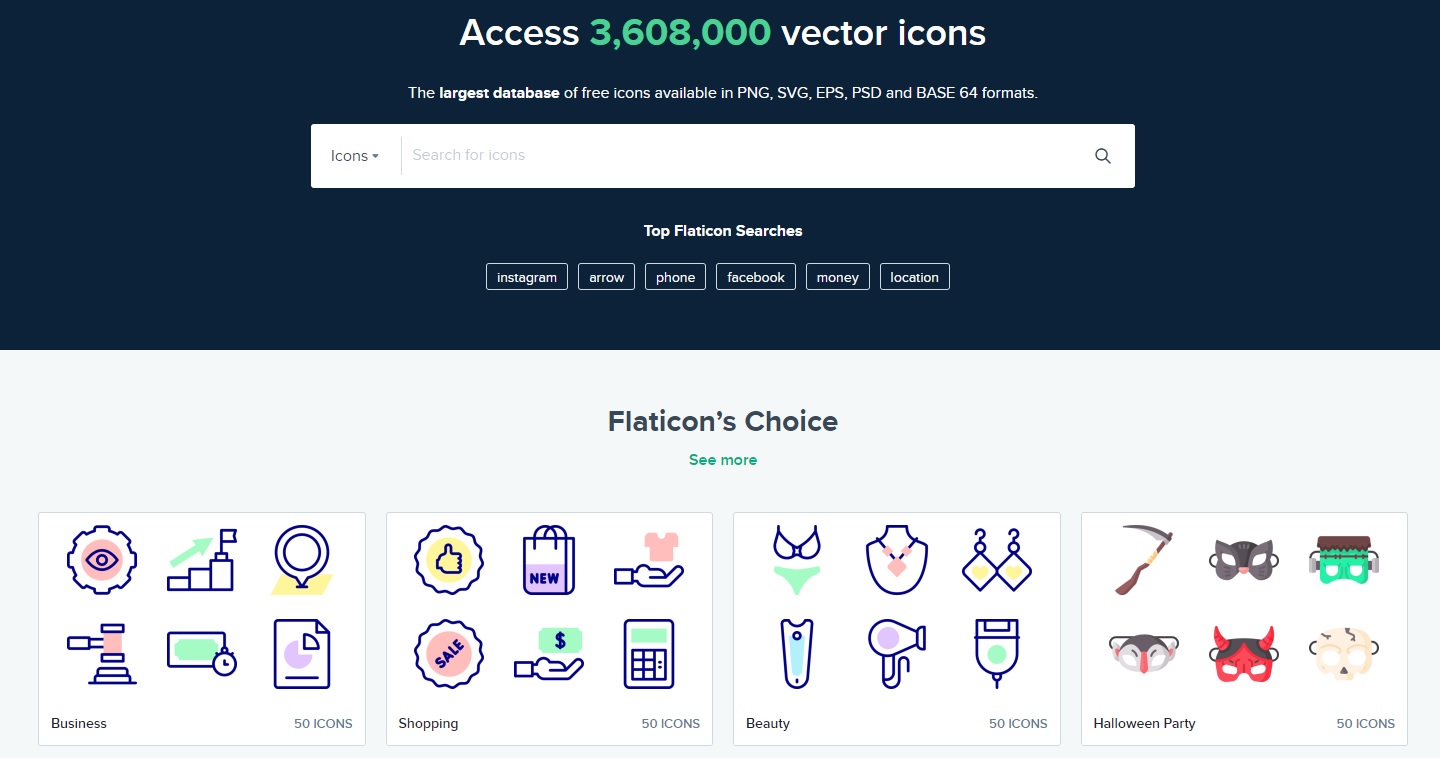 Access 3,608,000 vector icons
The largest database of free icons available in PNG, SVG, EPS, PSD and BASE 64 formats.
Icons Search for icons
Top Flaticon Searches
instagram arrow phone facebook money location
Flaticon’s Choice
See more
NEW
SALE
$
Business 50 ICONS
Shopping 50 ICONS
Beauty 50 ICONS
Halloween Party 50 ICONS